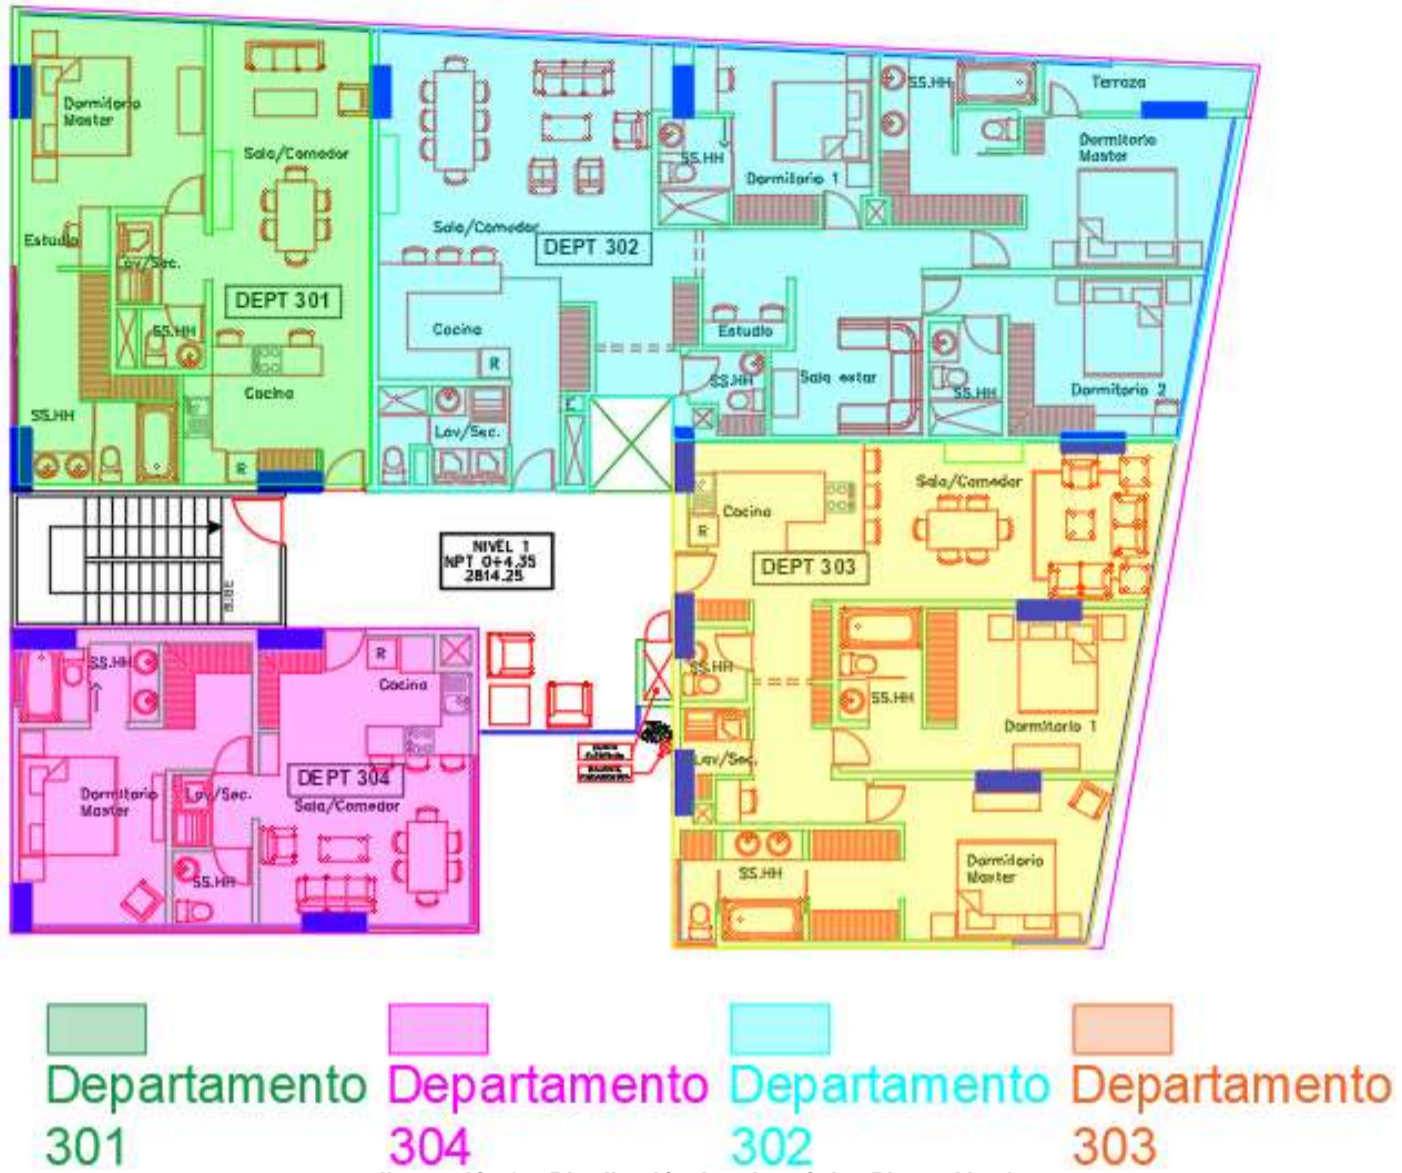 Dormitorio
Master
Sala/Comedor
Estudio
Lav/Sec.
DEPT 301
SS.HH
Cocina
SS.HH
R
Sala/Comedor
DEPT 302
Cocina
R
Lav/Sec.
SS.HH
Dormitorio 1
SS.HH
Terraza
Dormitorio
Master
Estudio
SS.HH
Sala estar
SS.HH
Dormitorio 2
NIVEL 1
NPT 0+4.35
2814.25
Cocina
R
Sala/Comedor
DEPT 303
SS.HH
SS.HH
Dormitorio 1
Lav/Sec.
SS.HH
Dormitorio
Master
SS.HH
R
Cocina
DEPT 304
Dormitorio
Master
Lav/Sec.
Sala/Comedor
SS.HH
Departamento
301
Departamento
304
Departamento
302
Departamento
303